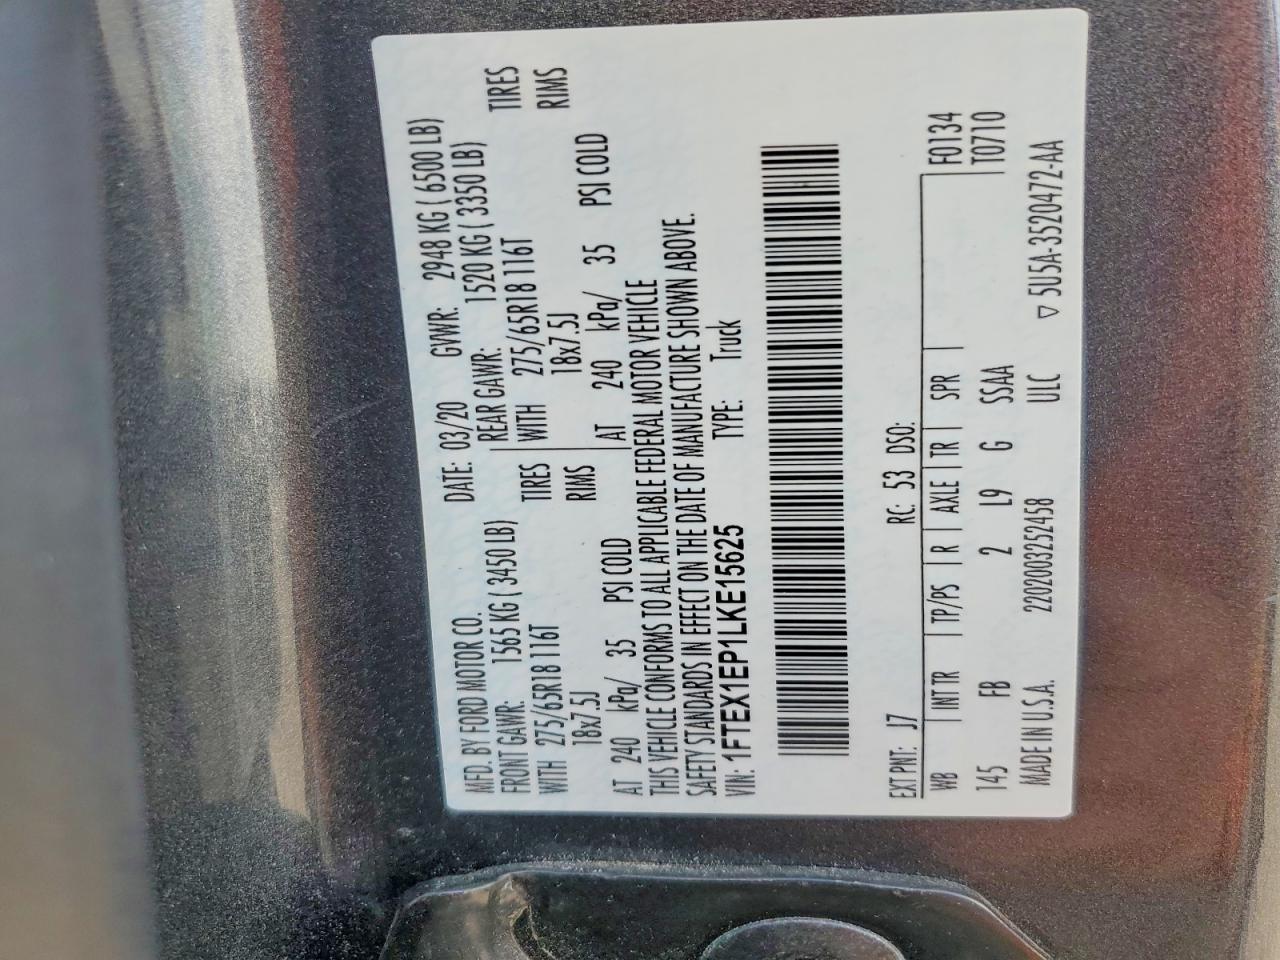 MFD. BY FORD MOTOR CO.
DATE: 03/20 GVWR: 2948 KG ( 6500 LB)
FRONT GAWR: 1565 KG ( 3450 LB) REAR GAWR: 1520 KG ( 3350 LB)
WITH 275/65R18 116T TIRES WITH 275/65R18 116T TIRES
18x7.5J RIMS 18x7.5J RIMS
AT 240 kPa/ 35 PSI COLD AT 240 kPa/ 35 PSI COLD
THIS VEHICLE CONFORMS TO ALL APPLICABLE FEDERAL MOTOR VEHICLE
SAFETY STANDARDS IN EFFECT ON THE DATE OF MANUFACTURE SHOWN ABOVE.
VIN: 1FTEX1EP1LKE15625 TYPE: Truck
EXT PNT: J7 RC: 53 DSO:
WB INT TR TP/PS R AXLE TR SPR F0134
145 FB 2 L9 G SSAA T0710
MADE IN U.S.A. 2202003252458 ULC ▽ 5U5A-3520472-AA